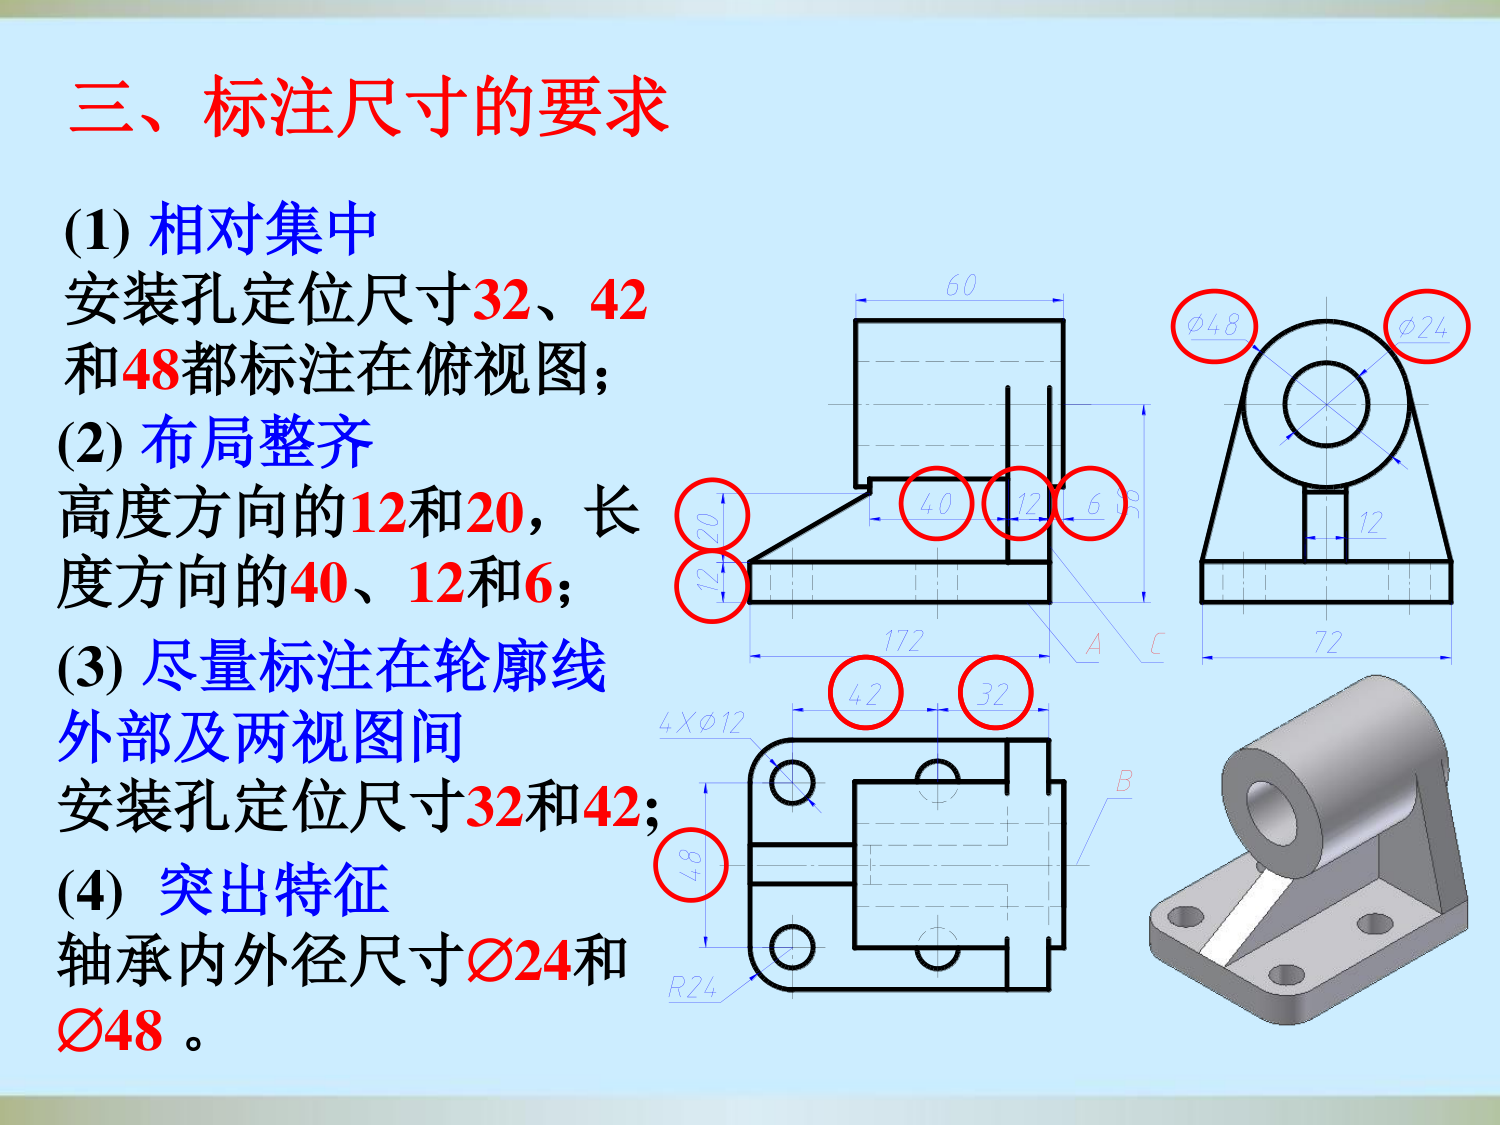 三、标注尺寸的要求
(1) 相对集中
安装孔定位尺寸32、42
和48都标注在俯视图；
(2) 布局整齐
高度方向的12和20，长
度方向的40、12和6；
(3) 尽量标注在轮廓线
外部及两视图间
安装孔定位尺寸32和42；
(4) 突出特征
轴承内外径尺寸∅24和
∅48 。
60
40
12
6
20
12
172
A
C
φ48
φ24
12
72
42
32
4Xφ12
B
48
R24